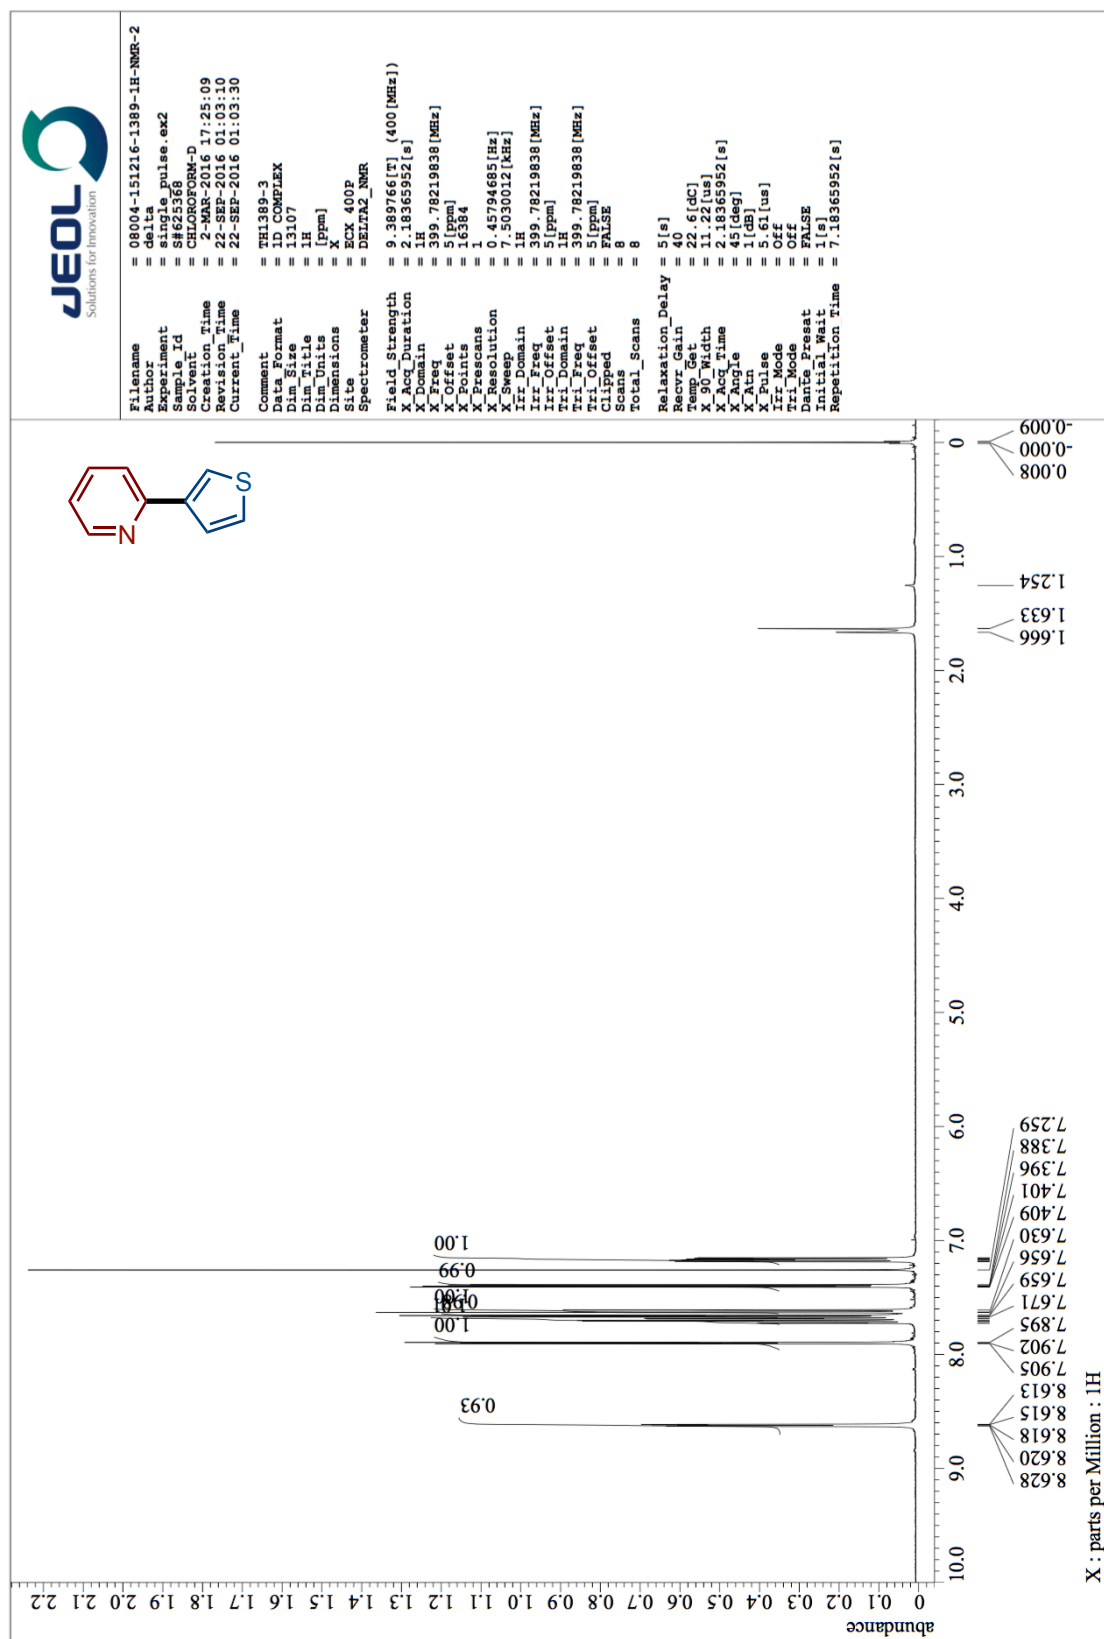 JEOL
Solutions for Innovation
Filename = 08004-151216-1389-1H-NMR-2
Author = delta
Experiment = single_pulse.ex2
Sample_Id = S#625368
Solvent = CHLOROFORM-D
Creation_Time = 2-MAR-2016 17:25:09
Revision_Time = 22-SEP-2016 01:03:10
Current_Time = 22-SEP-2016 01:03:30
Comment = TH1389-3
Data_Format = 1D COMPLEX
Dim_Size = 13107
Dim_Title = 1H
Dim_Units = [ppm]
Dimensions = X
Site = ECX 400P
Spectrometer = DELTA2_NMR
Field_Strength = 9.389766[T] (400[MHz])
X_Acq_Duration = 2.18365952[s]
X_Domain = 1H
X_Freq = 399.78219838[MHz]
X_Offset = 5[ppm]
X_Points = 16384
X_Prescans = 1
X_Resolution = 0.45794685[Hz]
X_Sweep = 7.5030012[kHz]
Irr_Domain = 1H
Irr_Freq = 399.78219838[MHz]
Irr_Offset = 5[ppm]
Tri_Domain = 1H
Tri_Freq = 399.78219838[MHz]
Tri_Offset = 5[ppm]
Clipped = FALSE
Scans = 8
Total_Scans = 8
Relaxation_Delay = 5[s]
Recvr_Gain = 40
Temp_Get = 22.6[dC]
X_90_Width = 11.22[us]
X_Acq_Time = 2.18365952[s]
X_Angle = 45[deg]
X_Atn = 1[dB]
X_Pulse = 5.61[us]
Irr_Mode = Off
Tri_Mode = Off
Dante_Presat = FALSE
Initial_Wait = 1[s]
Repetition_Time = 7.18365952[s]
N
S
abundance
0 0.1 0.2 0.3 0.4 0.5 0.6 0.7 0.8 0.9 1.0 1.1 1.2 1.3 1.4 1.5 1.6 1.7 1.8 1.9 2.0 2.1 2.2
0.93
1.00
0.98
1.00
0.99
1.00
10.0 9.0 8.0 7.0 6.0 5.0 4.0 3.0 2.0 1.0 0
8.628
8.620
8.618
8.615
8.613
7.905
7.902
7.895
7.671
7.659
7.656
7.630
7.409
7.401
7.396
7.388
7.259
1.666
1.633
1.254
0.008
-0.000
-0.009
X : parts per Million : 1H